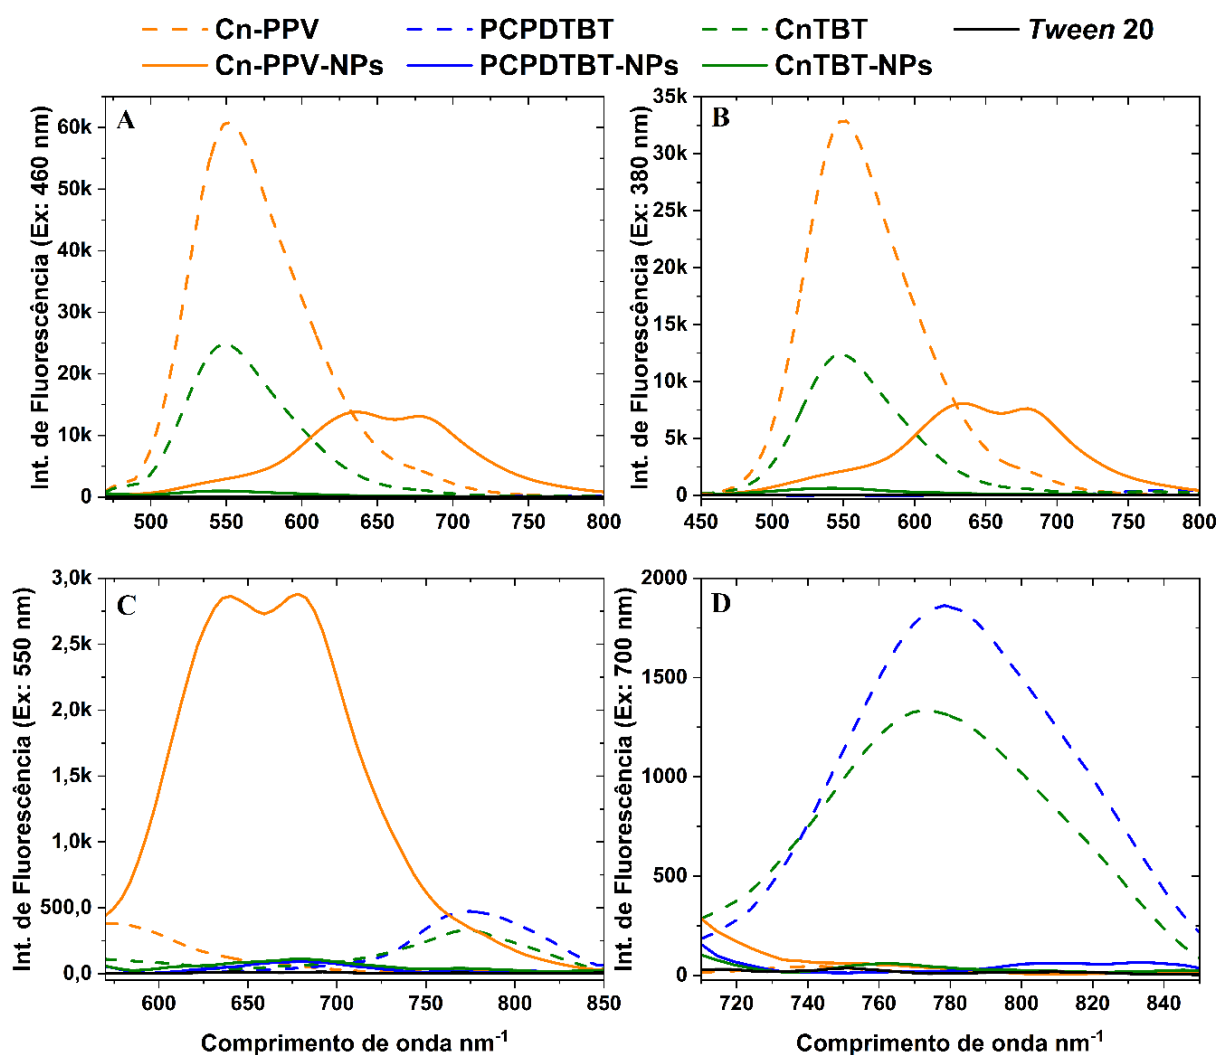 Cn-PPV PCPDTBT CnTBT Tween 20
Cn-PPV-NPs PCPDTBT-NPs CnTBT-NPs
A
Int. de Fluorescência (Ex: 460 nm)
60k
50k
40k
30k
20k
10k
0
500 550 600 650 700 750 800
B
Int. de Fluorescência (Ex: 380 nm)
35k
30k
25k
20k
15k
10k
5k
0
450 500 550 600 650 700 750 800
C
Int. de Fluorescência (Ex: 550 nm)
3,0k
2,5k
2,0k
1,5k
1,0k
500,0
0,0
600 650 700 750 800 850
Comprimento de onda nm⁻¹
D
Int. de Fluorescência (Ex: 700 nm)
2000
1500
1000
500
0
720 740 760 780 800 820 840
Comprimento de onda nm⁻¹